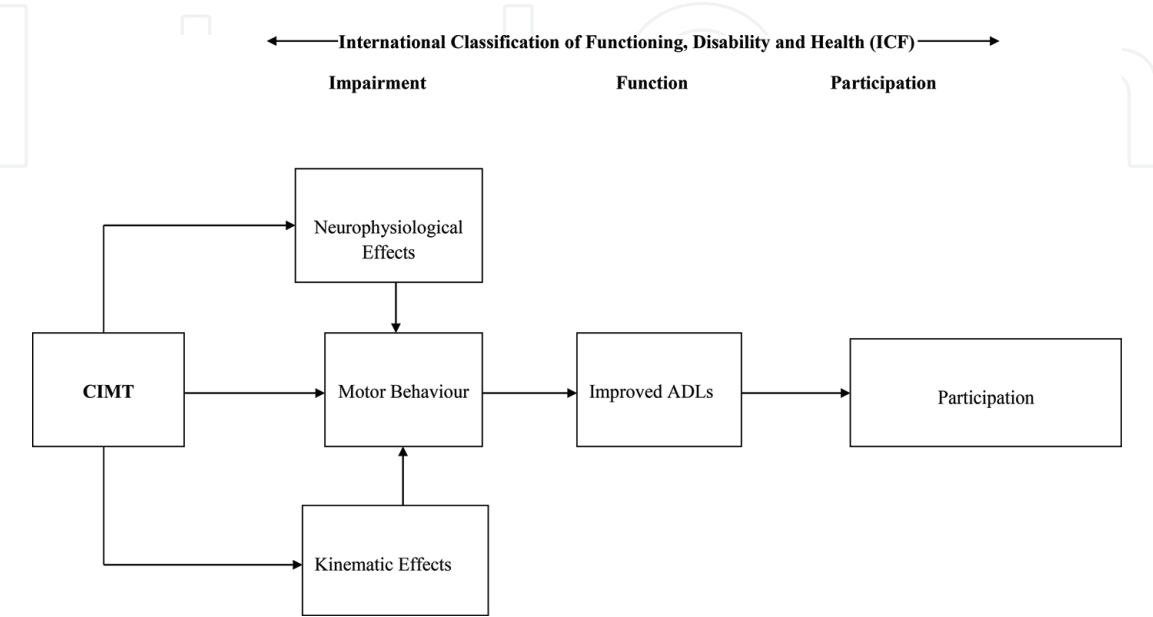 International Classification of Functioning, Disability and Health (ICF)
Impairment Function Participation
Neurophysiological
Effects
CIMT
Motor Behaviour
Improved ADLs
Participation
Kinematic Effects